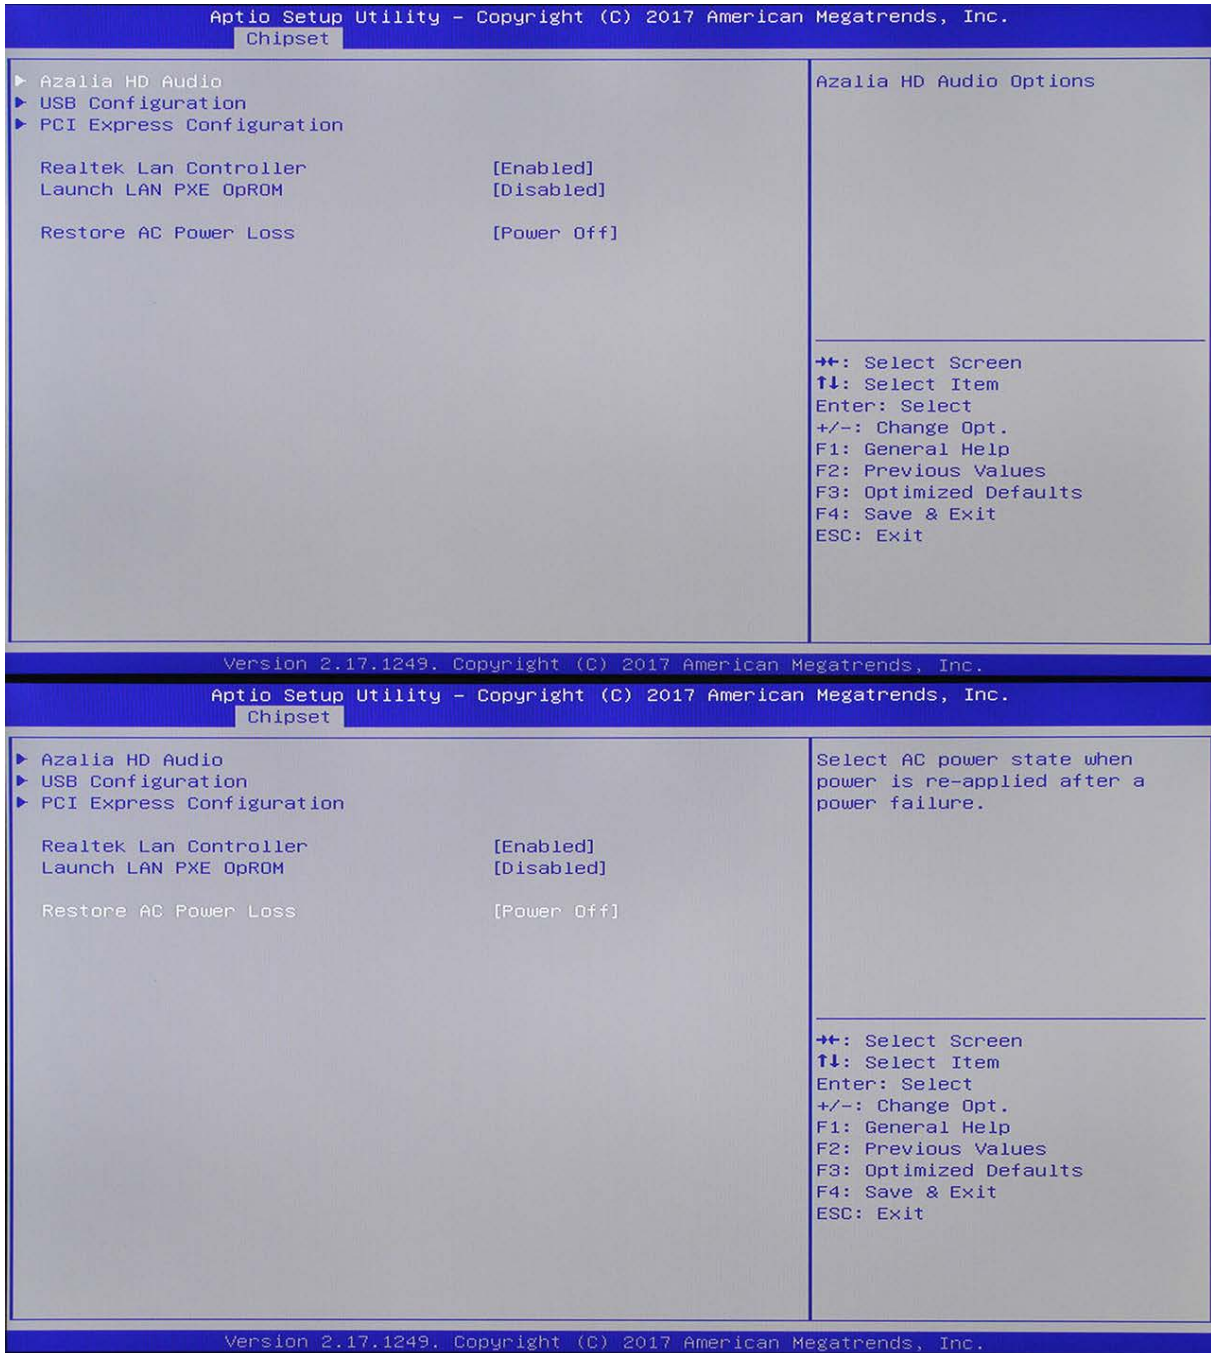 Aptio Setup Utility – Copyright (C) 2017 American Megatrends, Inc.
Chipset
▶ Azalia HD Audio
▶ USB Configuration
▶ PCI Express Configuration
Realtek Lan Controller [Enabled]
Launch LAN PXE OpROM [Disabled]
Restore AC Power Loss [Power Off]
Azalia HD Audio Options
→←: Select Screen
↑↓: Select Item
Enter: Select
+/-: Change Opt.
F1: General Help
F2: Previous Values
F3: Optimized Defaults
F4: Save & Exit
ESC: Exit
Version 2.17.1249. Copyright (C) 2017 American Megatrends, Inc.
Aptio Setup Utility – Copyright (C) 2017 American Megatrends, Inc.
Chipset
▶ Azalia HD Audio
▶ USB Configuration
▶ PCI Express Configuration
Realtek Lan Controller [Enabled]
Launch LAN PXE OpROM [Disabled]
Restore AC Power Loss [Power Off]
Select AC power state when
power is re-applied after a
power failure.
→←: Select Screen
↑↓: Select Item
Enter: Select
+/-: Change Opt.
F1: General Help
F2: Previous Values
F3: Optimized Defaults
F4: Save & Exit
ESC: Exit
Version 2.17.1249. Copyright (C) 2017 American Megatrends, Inc.